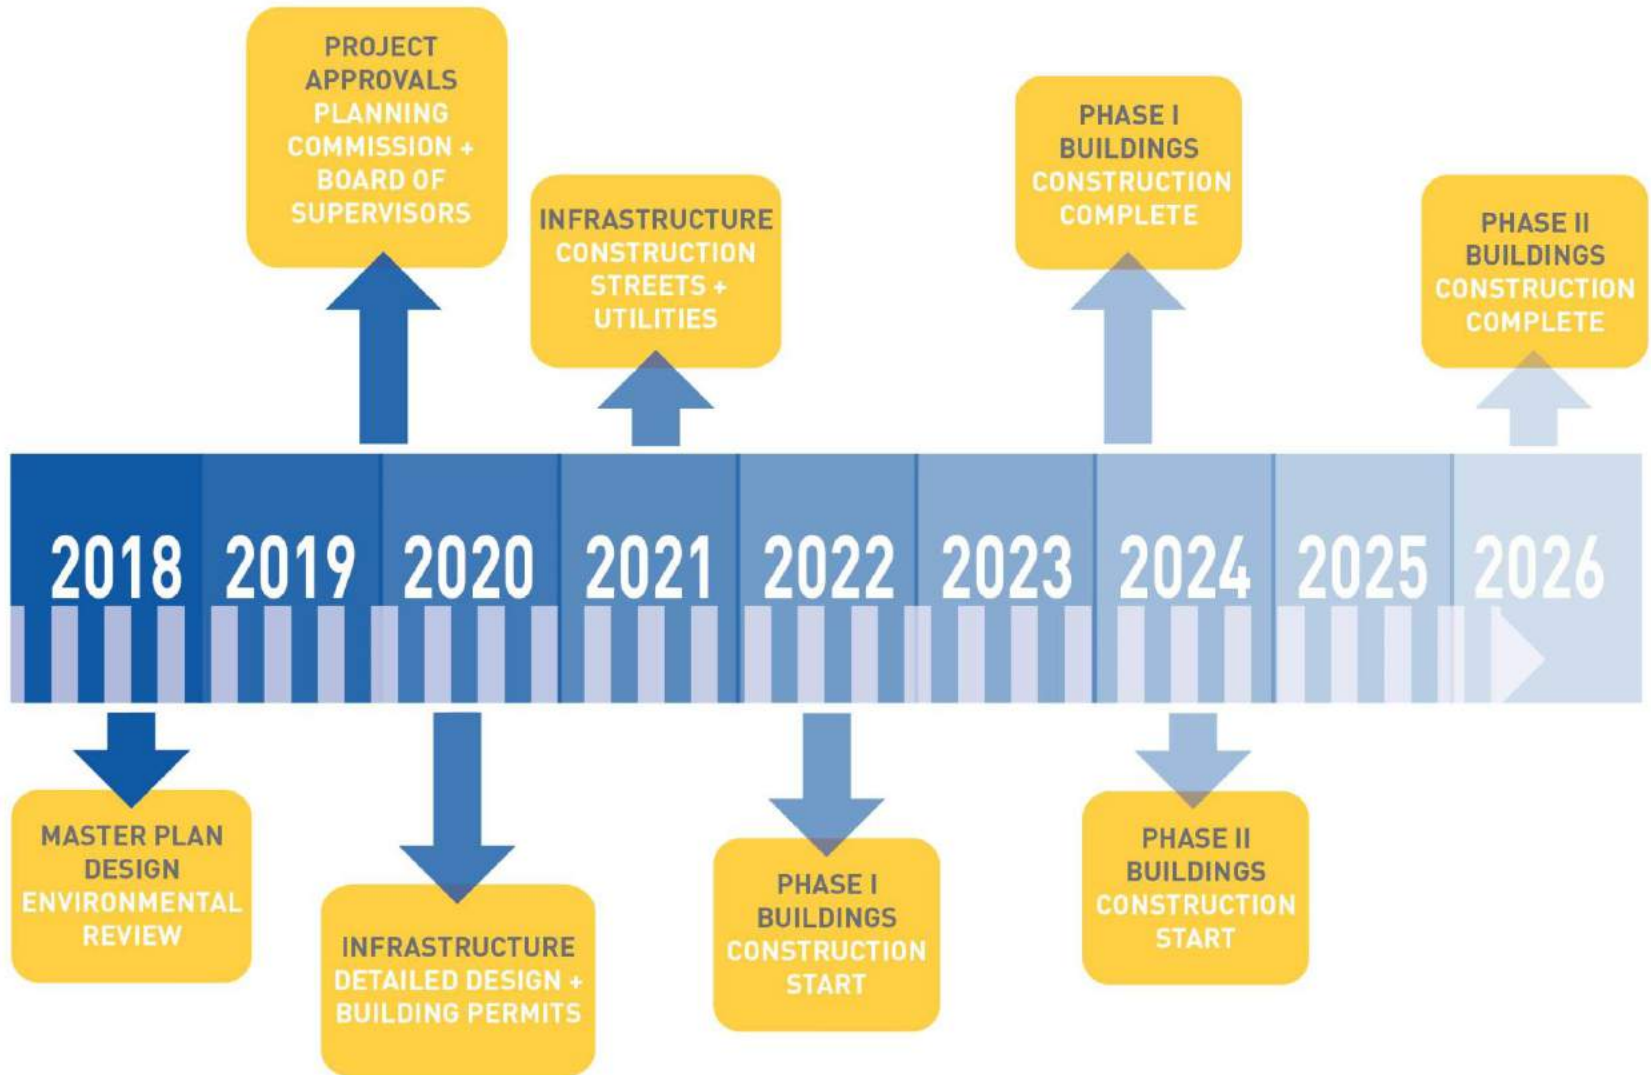 PROJECT
APPROVALS
PLANNING
COMMISSION +
BOARD OF
SUPERVISORS
INFRASTRUCTURE
CONSTRUCTION
STREETS +
UTILITIES
PHASE I
BUILDINGS
CONSTRUCTION
COMPLETE
PHASE II
BUILDINGS
CONSTRUCTION
COMPLETE
2018 2019 2020 2021 2022 2023 2024 2025 2026
MASTER PLAN
DESIGN
ENVIRONMENTAL
REVIEW
INFRASTRUCTURE
DETAILED DESIGN +
BUILDING PERMITS
PHASE I
BUILDINGS
CONSTRUCTION
START
PHASE II
BUILDINGS
CONSTRUCTION
START